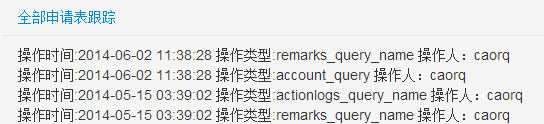 全部申请表跟踪
操作时间:2014-06-02 11:38:28 操作类型:remarks_query_name 操作人：caorq
操作时间:2014-06-02 11:38:28 操作类型:account_query 操作人：caorq
操作时间:2014-05-15 03:39:02 操作类型:actionlogs_query_name 操作人：caorq
操作时间:2014-05-15 03:39:02 操作类型:remarks_query_name 操作人：caorq